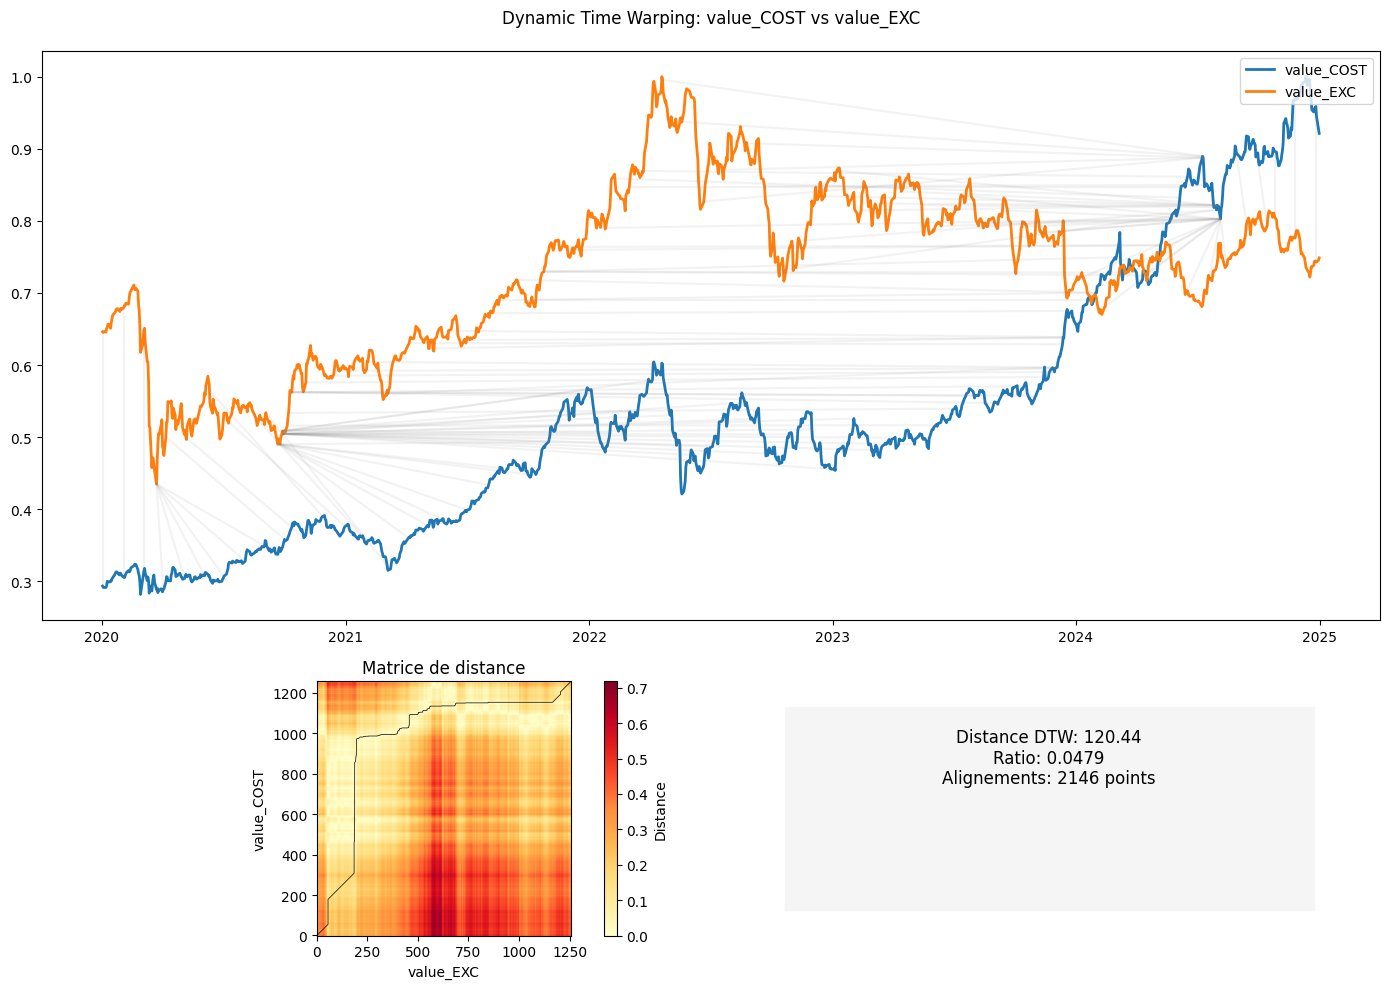 Dynamic Time Warping: value_COST vs value_EXC
1.0
0.9
0.8
0.7
0.6
0.5
0.4
0.3
value_COST
value_EXC
2020 2021 2022 2023 2024 2025
Matrice de distance
value_COST
1200
1000
800
600
400
200
0
0 250 500 750 1000 1250
value_EXC
0.7
0.6
0.5
0.4
0.3
0.2
0.1
0.0
Distance
Distance DTW: 120.44
Ratio: 0.0479
Alignements: 2146 points